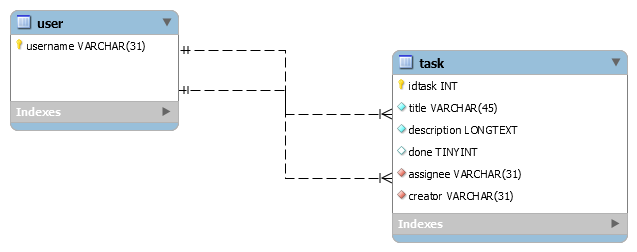 user
username VARCHAR(31)
Indexes
task
idtask INT
title VARCHAR(45)
description LONGTEXT
done TINYINT
assignee VARCHAR(31)
creator VARCHAR(31)
Indexes